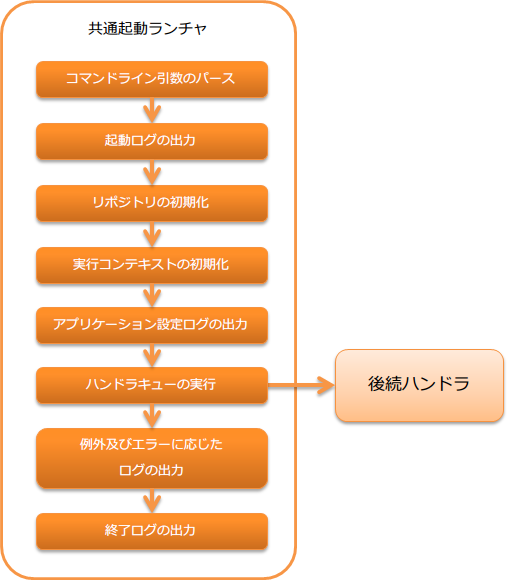 共通起動ランチャ
コマンドライン引数のパース
起動ログの出力
リポジトリの初期化
実行コンテキストの初期化
アプリケーション設定ログの出力
ハンドラキューの実行
後続ハンドラ
例外及びエラーに応じた
ログの出力
終了ログの出力